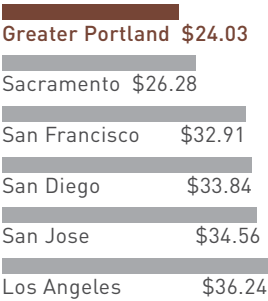 Greater Portland $24.03
Sacramento $26.28
San Francisco $32.91
San Diego $33.84
San Jose $34.56
Los Angeles $36.24